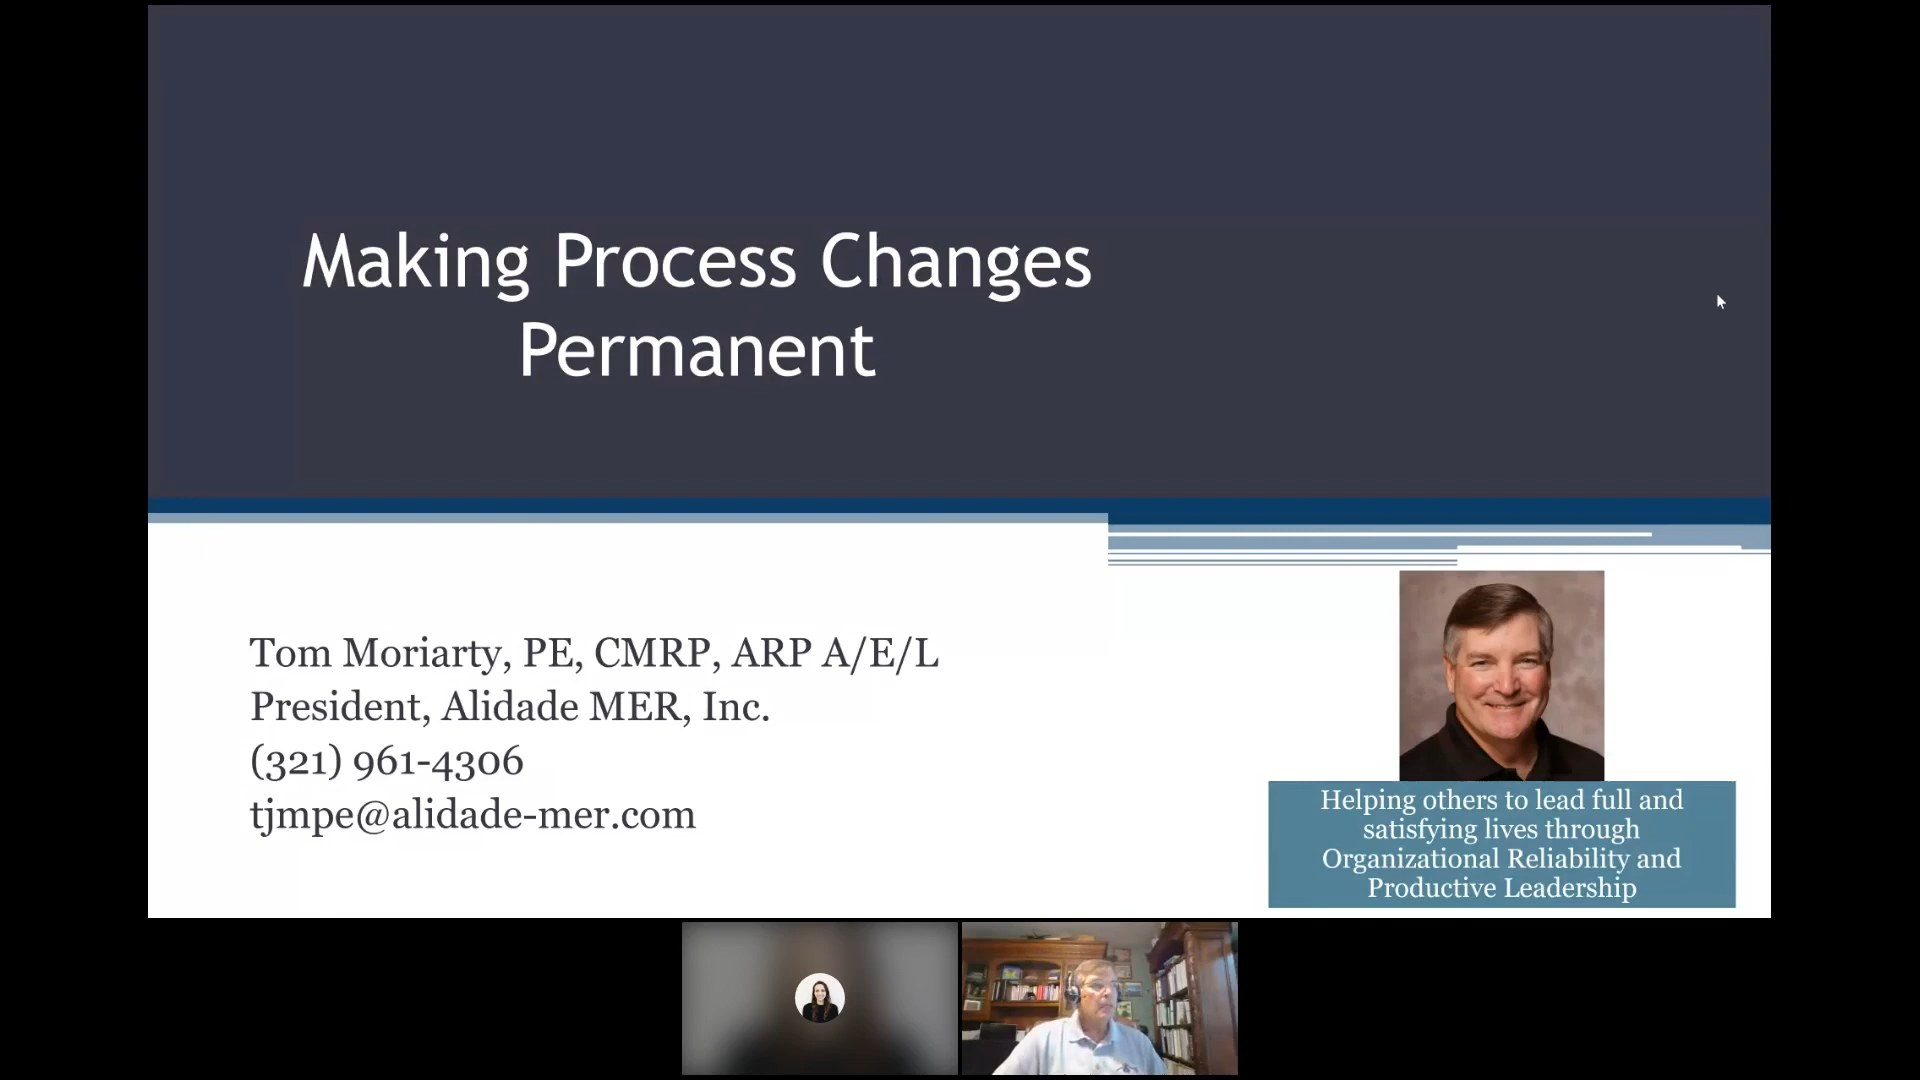 Making Process Changes
Permanent
Tom Moriarty, PE, CMRP, ARP A/E/L
President, Alidade MER, Inc.
(321) 961-4306
tjmpe@alidade-mer.com
Helping others to lead full and
satisfying lives through
Organizational Reliability and
Productive Leadership